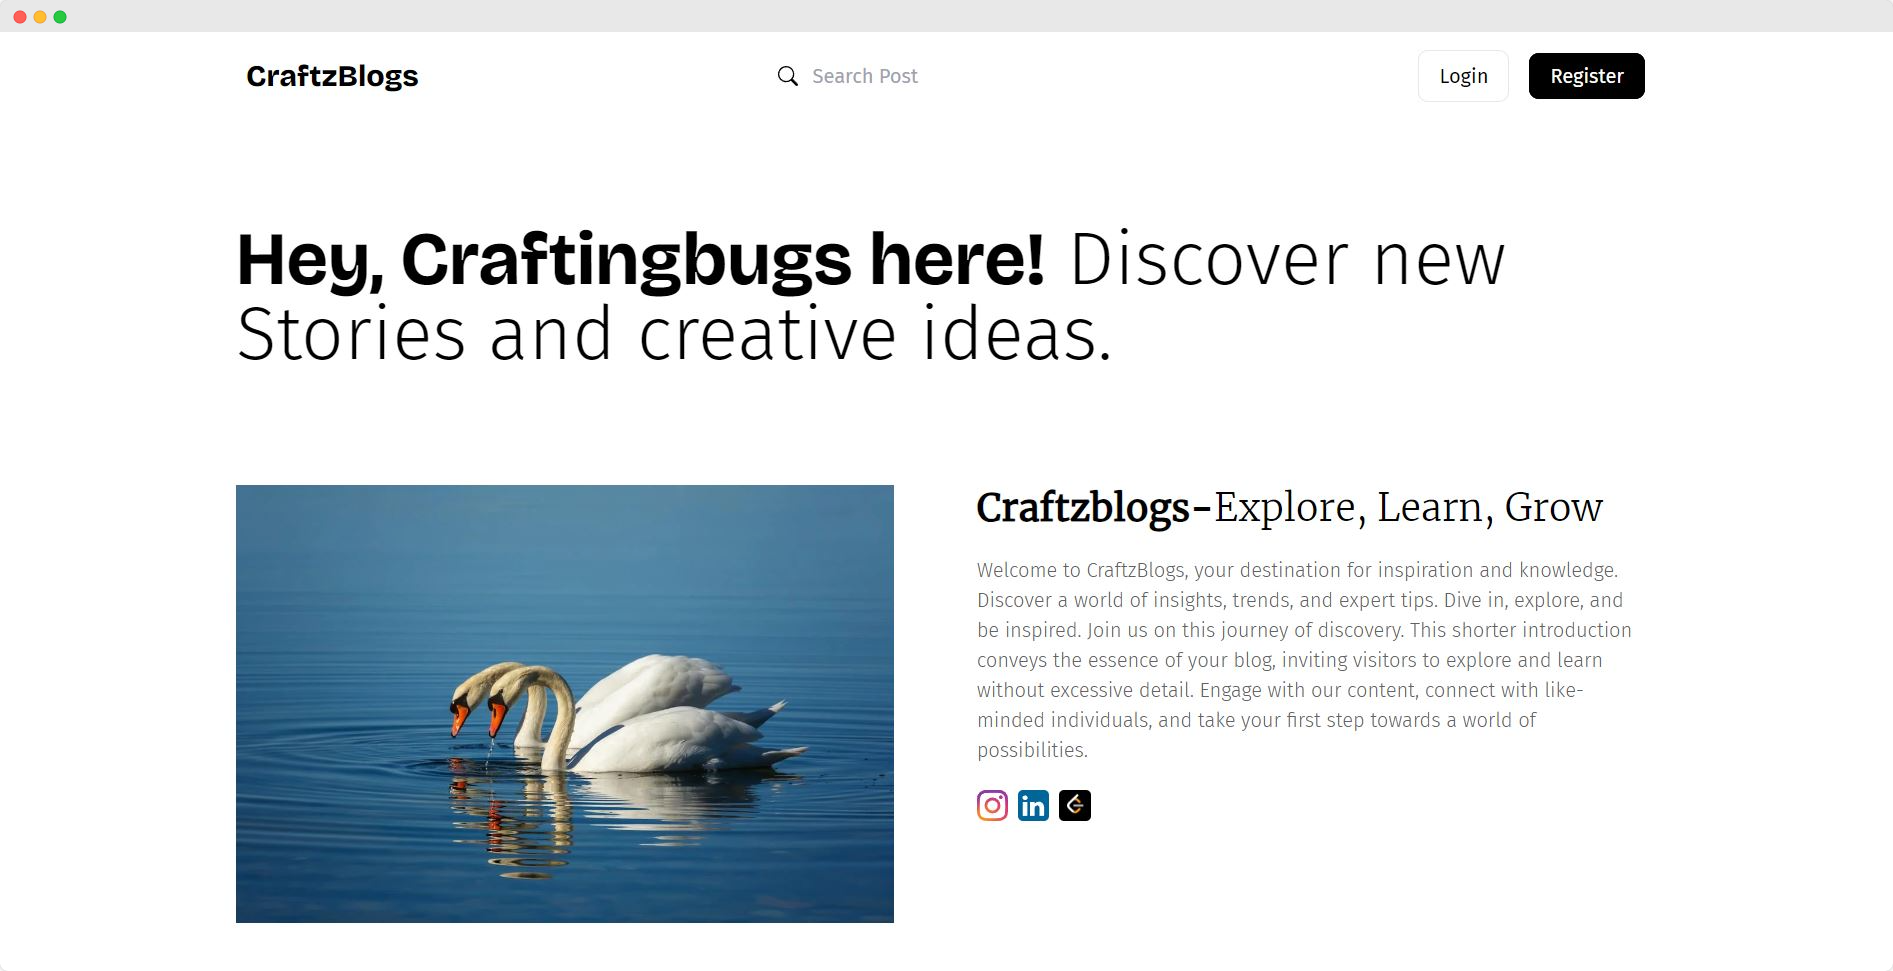 CraftzBlogs
Search Post
Login
Register
Hey, Craftingbugs here! Discover new
Stories and creative ideas.
Craftzblogs-Explore, Learn, Grow
Welcome to CraftzBlogs, your destination for inspiration and knowledge.
Discover a world of insights, trends, and expert tips. Dive in, explore, and
be inspired. Join us on this journey of discovery. This shorter introduction
conveys the essence of your blog, inviting visitors to explore and learn
without excessive detail. Engage with our content, connect with like-
minded individuals, and take your first step towards a world of
possibilities.
in